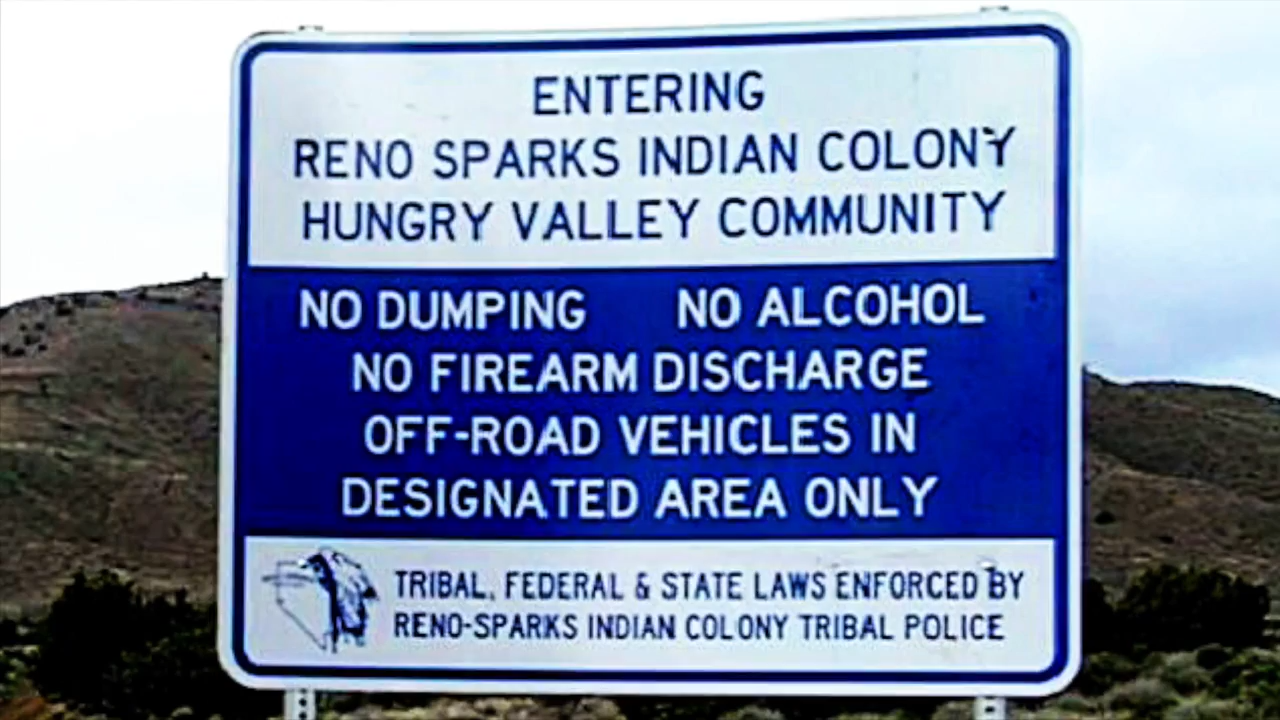 ENTERING
RENO SPARKS INDIAN COLONY
HUNGRY VALLEY COMMUNITY
NO DUMPING NO ALCOHOL
NO FIREARM DISCHARGE
OFF-ROAD VEHICLES IN
DESIGNATED AREA ONLY
TRIBAL, FEDERAL & STATE LAWS ENFORCED BY
RENO-SPARKS INDIAN COLONY TRIBAL POLICE